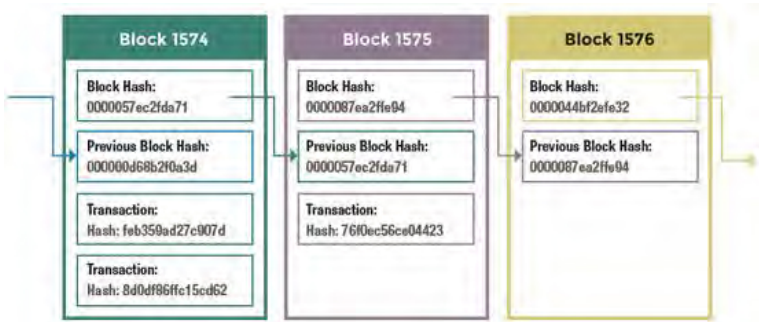 Block 1574
Block Hash:
0000057ec2fda71
Previous Block Hash:
000000d68b2f0a3d
Transaction:
Hash: feb359ad27c907d
Transaction:
Hash: 8d0df86ffc15cd62
Block 1575
Block Hash:
0000087ea2ffe94
Previous Block Hash:
0000057ec2fda71
Transaction:
Hash: 76f0ec56ce04423
Block 1576
Block Hash:
0000044bf2efe32
Previous Block Hash:
0000087ea2ffe94